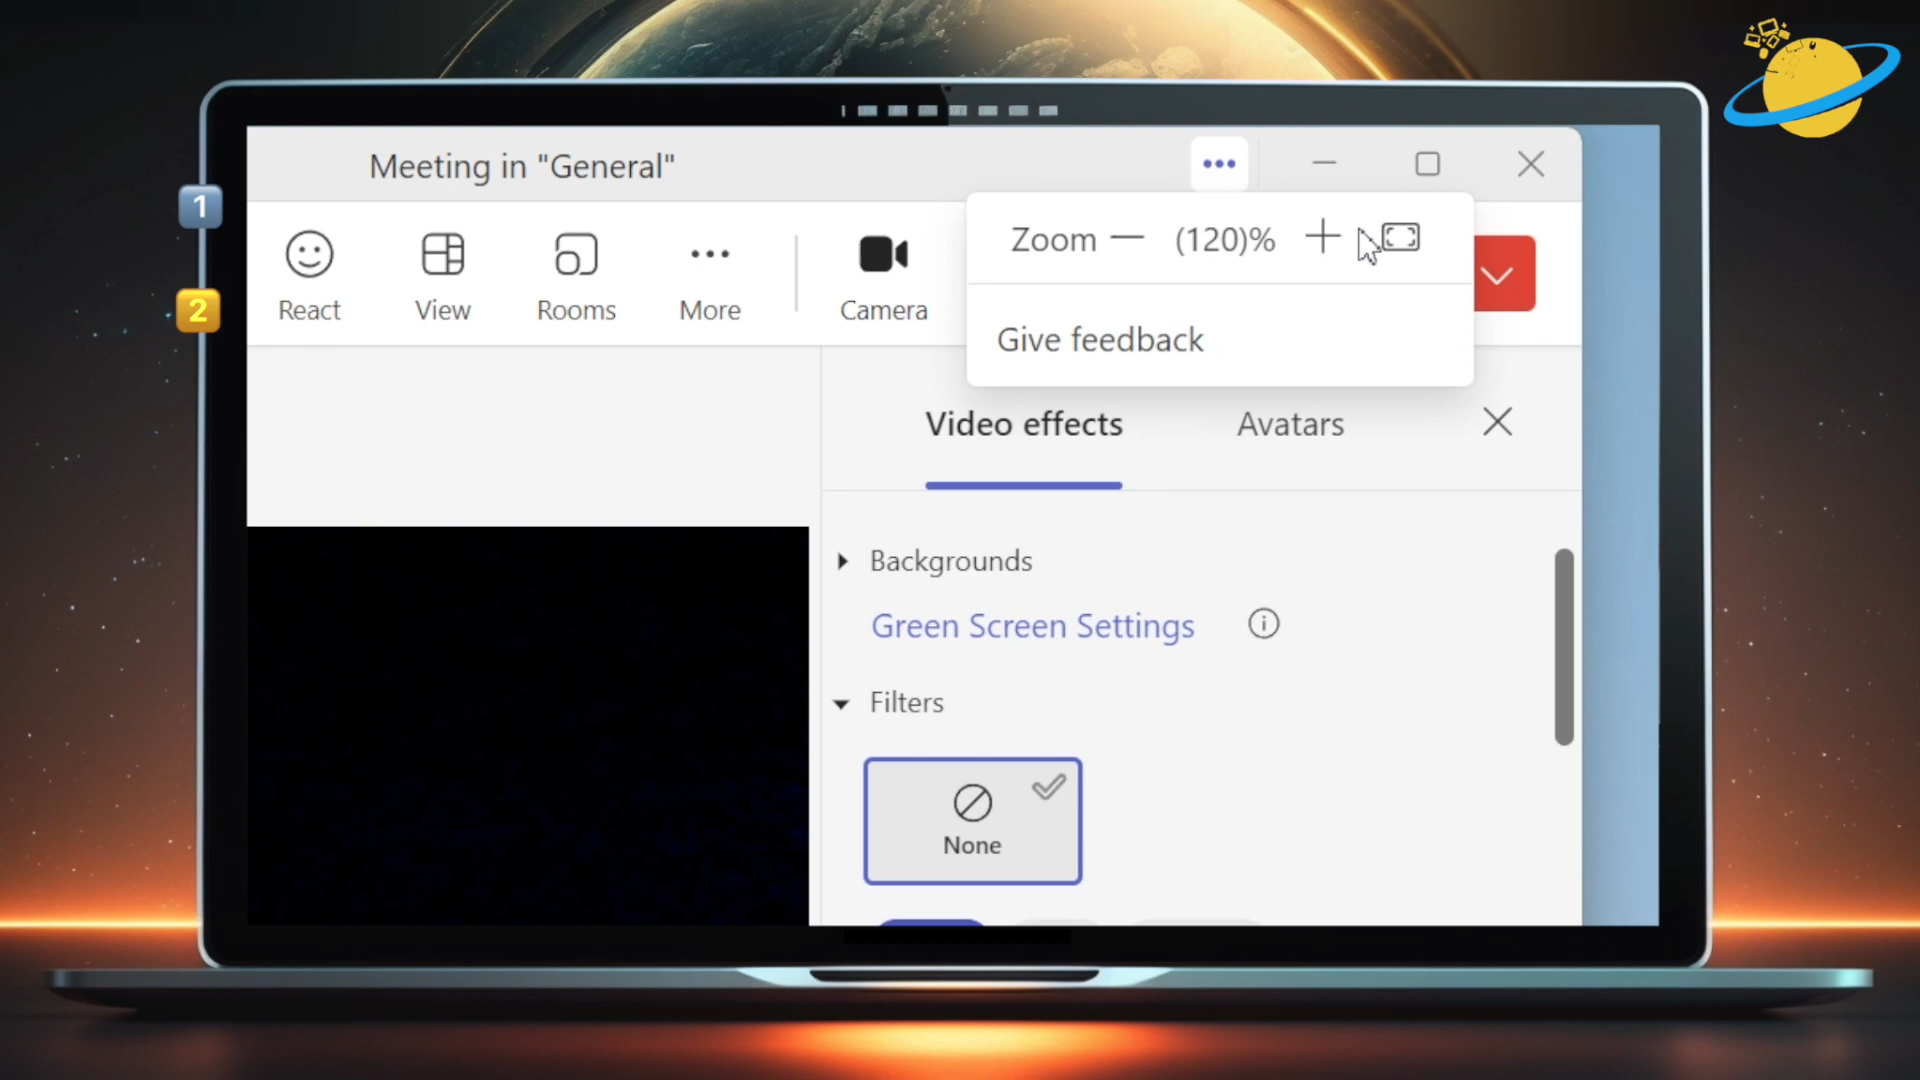 Meeting in "General"
1
Zoom — (120)% +
2
React View Rooms More Camera
Give feedback
Video effects Avatars
Backgrounds
Green Screen Settings
Filters
None